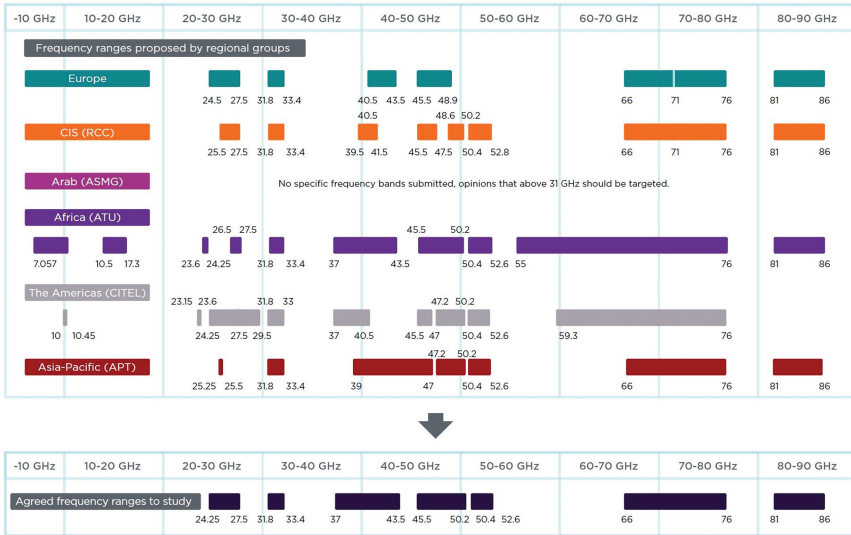 -10 GHz 10-20 GHz 20-30 GHz 30-40 GHz 40-50 GHz 50-60 GHz 60-70 GHz 70-80 GHz 80-90 GHz
Frequency ranges proposed by regional groups
Europe
24.5 27.5 31.8 33.4 40.5 43.5 45.5 48.9 66 71 76 81 86
CIS (RCC)
40.5 48.6 50.2
25.5 27.5 31.8 33.4 39.5 41.5 45.5 47.5 50.4 52.8 66 71 76 81 86
Arab (ASMG)
No specific frequency bands submitted, opinions that above 31 GHz should be targeted.
Africa (ATU)
26.5 27.5 45.5 50.2
7.057 10.5 17.3 23.6 24.25 31.8 33.4 37 43.5 50.4 52.6 55 76 81 86
The Americas (CITEL)
23.15 23.6 31.8 33 47.2 50.2
10 10.45 24.25 27.5 29.5 37 40.5 45.5 47 50.4 52.6 59.3 76
Asia-Pacific (APT)
47.2 50.2
25.25 25.5 31.8 33.4 39 47 50.4 52.6 66 76 81 86
-10 GHz 10-20 GHz 20-30 GHz 30-40 GHz 40-50 GHz 50-60 GHz 60-70 GHz 70-80 GHz 80-90 GHz
Agreed frequency ranges to study
24.25 27.5 31.8 33.4 37 43.5 45.5 50.2 50.4 52.6 66 76 81 86